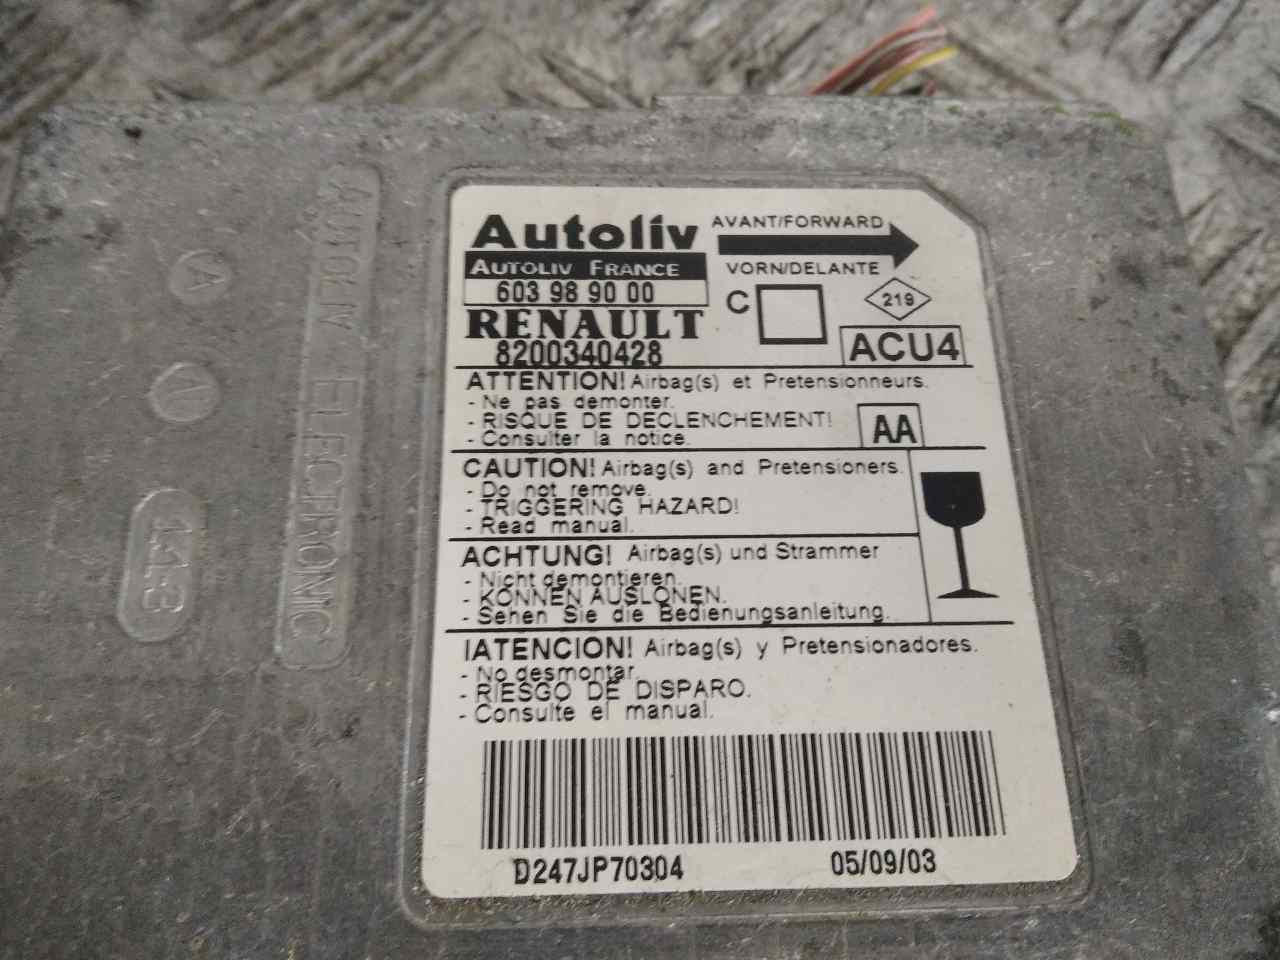 Autoliv
AUTOLIV FRANCE
603 98 90 00
RENAULT
8200340428
AVANT/FORWARD
VORN/DELANTE
C
219
ACU4
ATTENTION! Airbag(s) et Pretensionneurs.
- Ne pas demonter.
- RISQUE DE DECLENCHEMENT!
- Consulter la notice.
AA
CAUTION! Airbag(s) and Pretensioners.
- Do not remove.
- TRIGGERING HAZARD!
- Read manual.
ACHTUNG! Airbag(s) und Strammer
- Nicht demontieren.
- KONNEN AUSLONEN.
- Sehen Sie die Bedienungsanleitung.
!ATENCION! Airbag(s) y Pretensionadores.
- No desmontar.
- RIESGO DE DISPARO.
- Consulte el manual.
D247JP70304 05/09/03
AUTOLIV ELECTRONIC
A